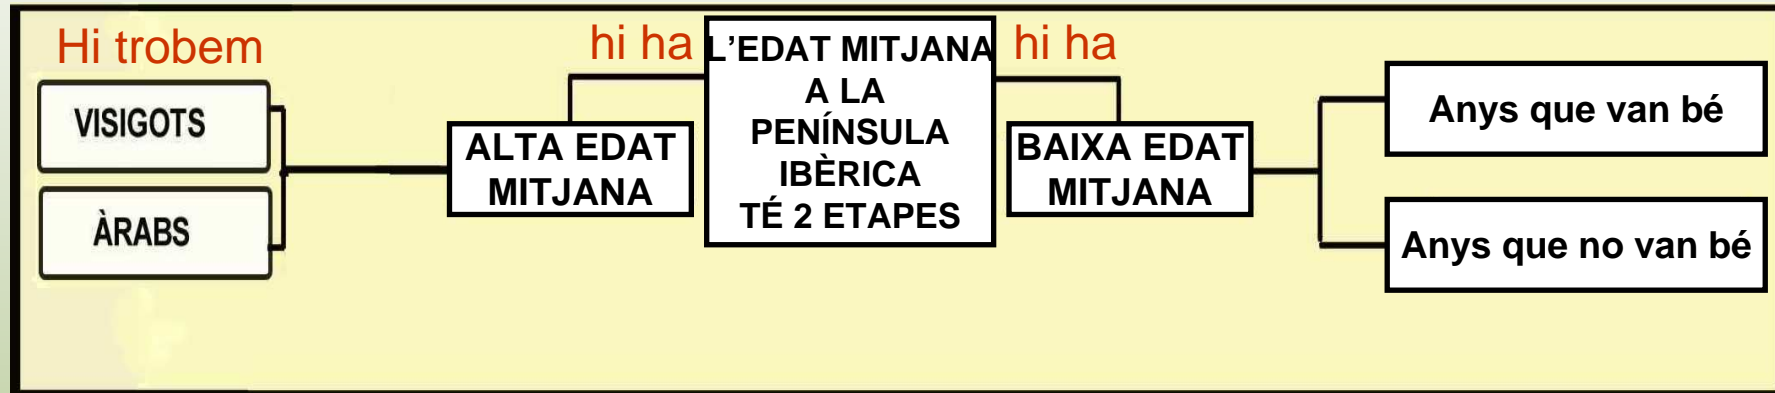 Hi trobem
VISIGOTS
ÀRABS
hi ha
ALTA EDAT
MITJANA
L’EDAT MITJANA
A LA
PENÍNSULA
IBÈRICA
TÉ 2 ETAPES
hi ha
BAIXA EDAT
MITJANA
Anys que van bé
Anys que no van bé